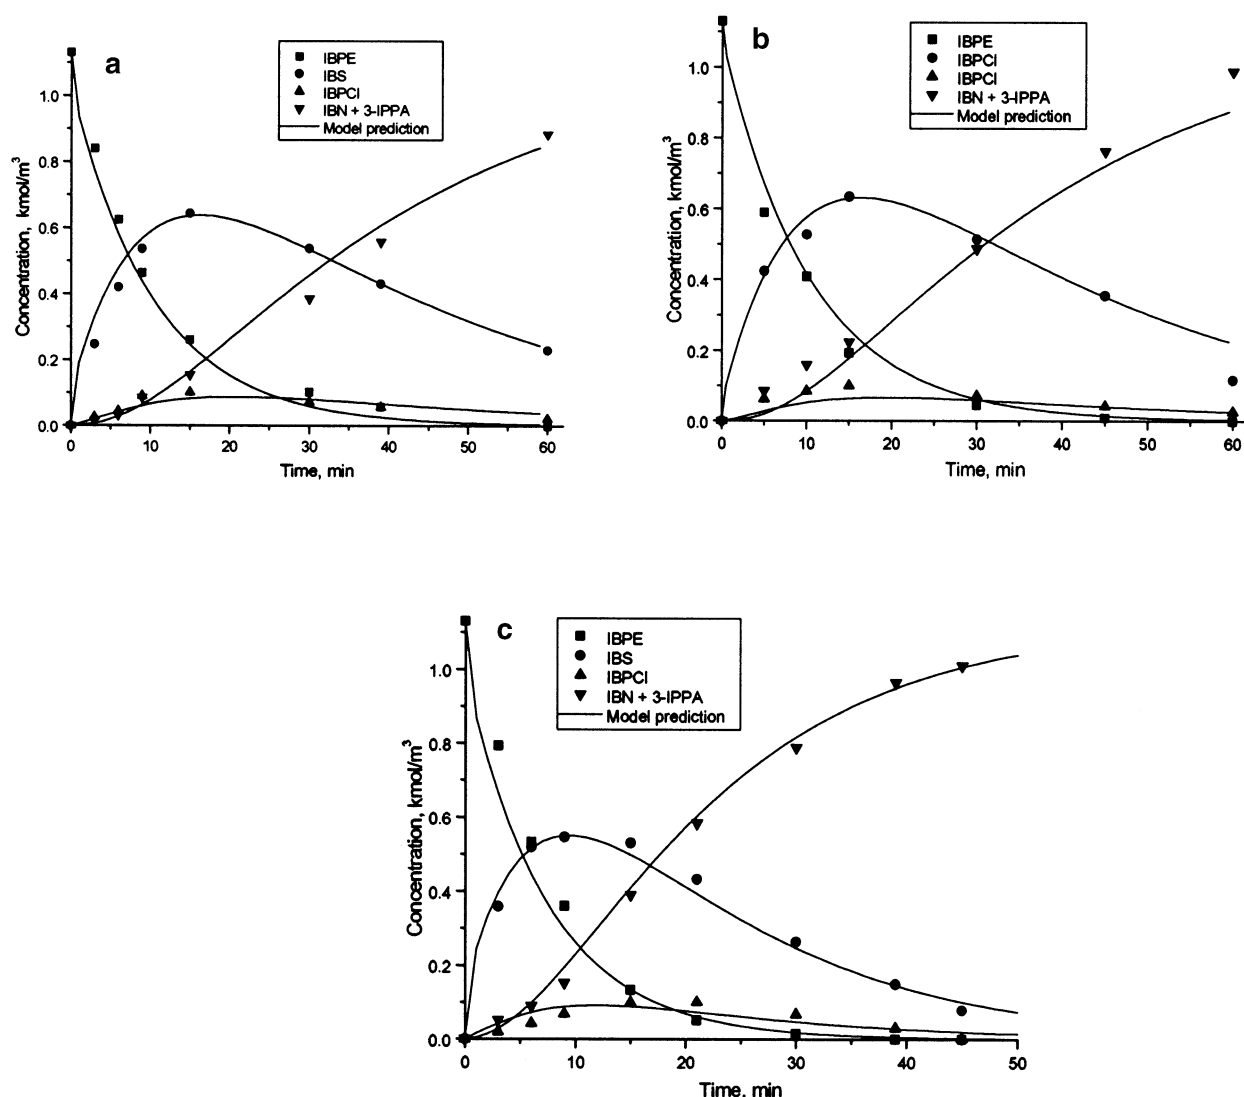 a
IBPE
IBS
IBPCl
IBN + 3-IPPA
Model prediction
Concentration, kmol/m³
1.0
0.8
0.6
0.4
0.2
0.0
0 10 20 30 40 50 60
Time, min
b
IBPE
IBPCl
IBPCl
IBN + 3-IPPA
Model prediction
Concentration, kmol/m³
1.0
0.8
0.6
0.4
0.2
0.0
0 10 20 30 40 50 60
Time, min
c
IBPE
IBS
IBPCl
IBN + 3-IPPA
Model prediction
Concentration, kmol/m³
1.0
0.8
0.6
0.4
0.2
0.0
0 10 20 30 40 50
Time, min